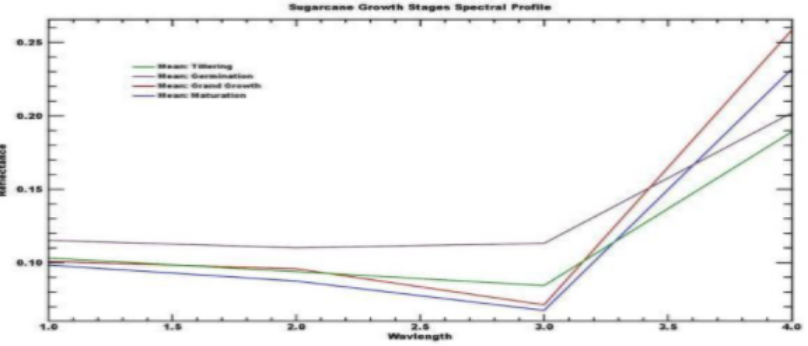 Sugarcane Growth Stages Spectral Profile
0.25
Mean: Tillering
Mean: Germination
Mean: Grand Growth
Mean: Maturation
0.20
Reflectance
0.15
0.10
1.0 1.5 2.0 2.5 3.0 3.5 4.0
Wavlength